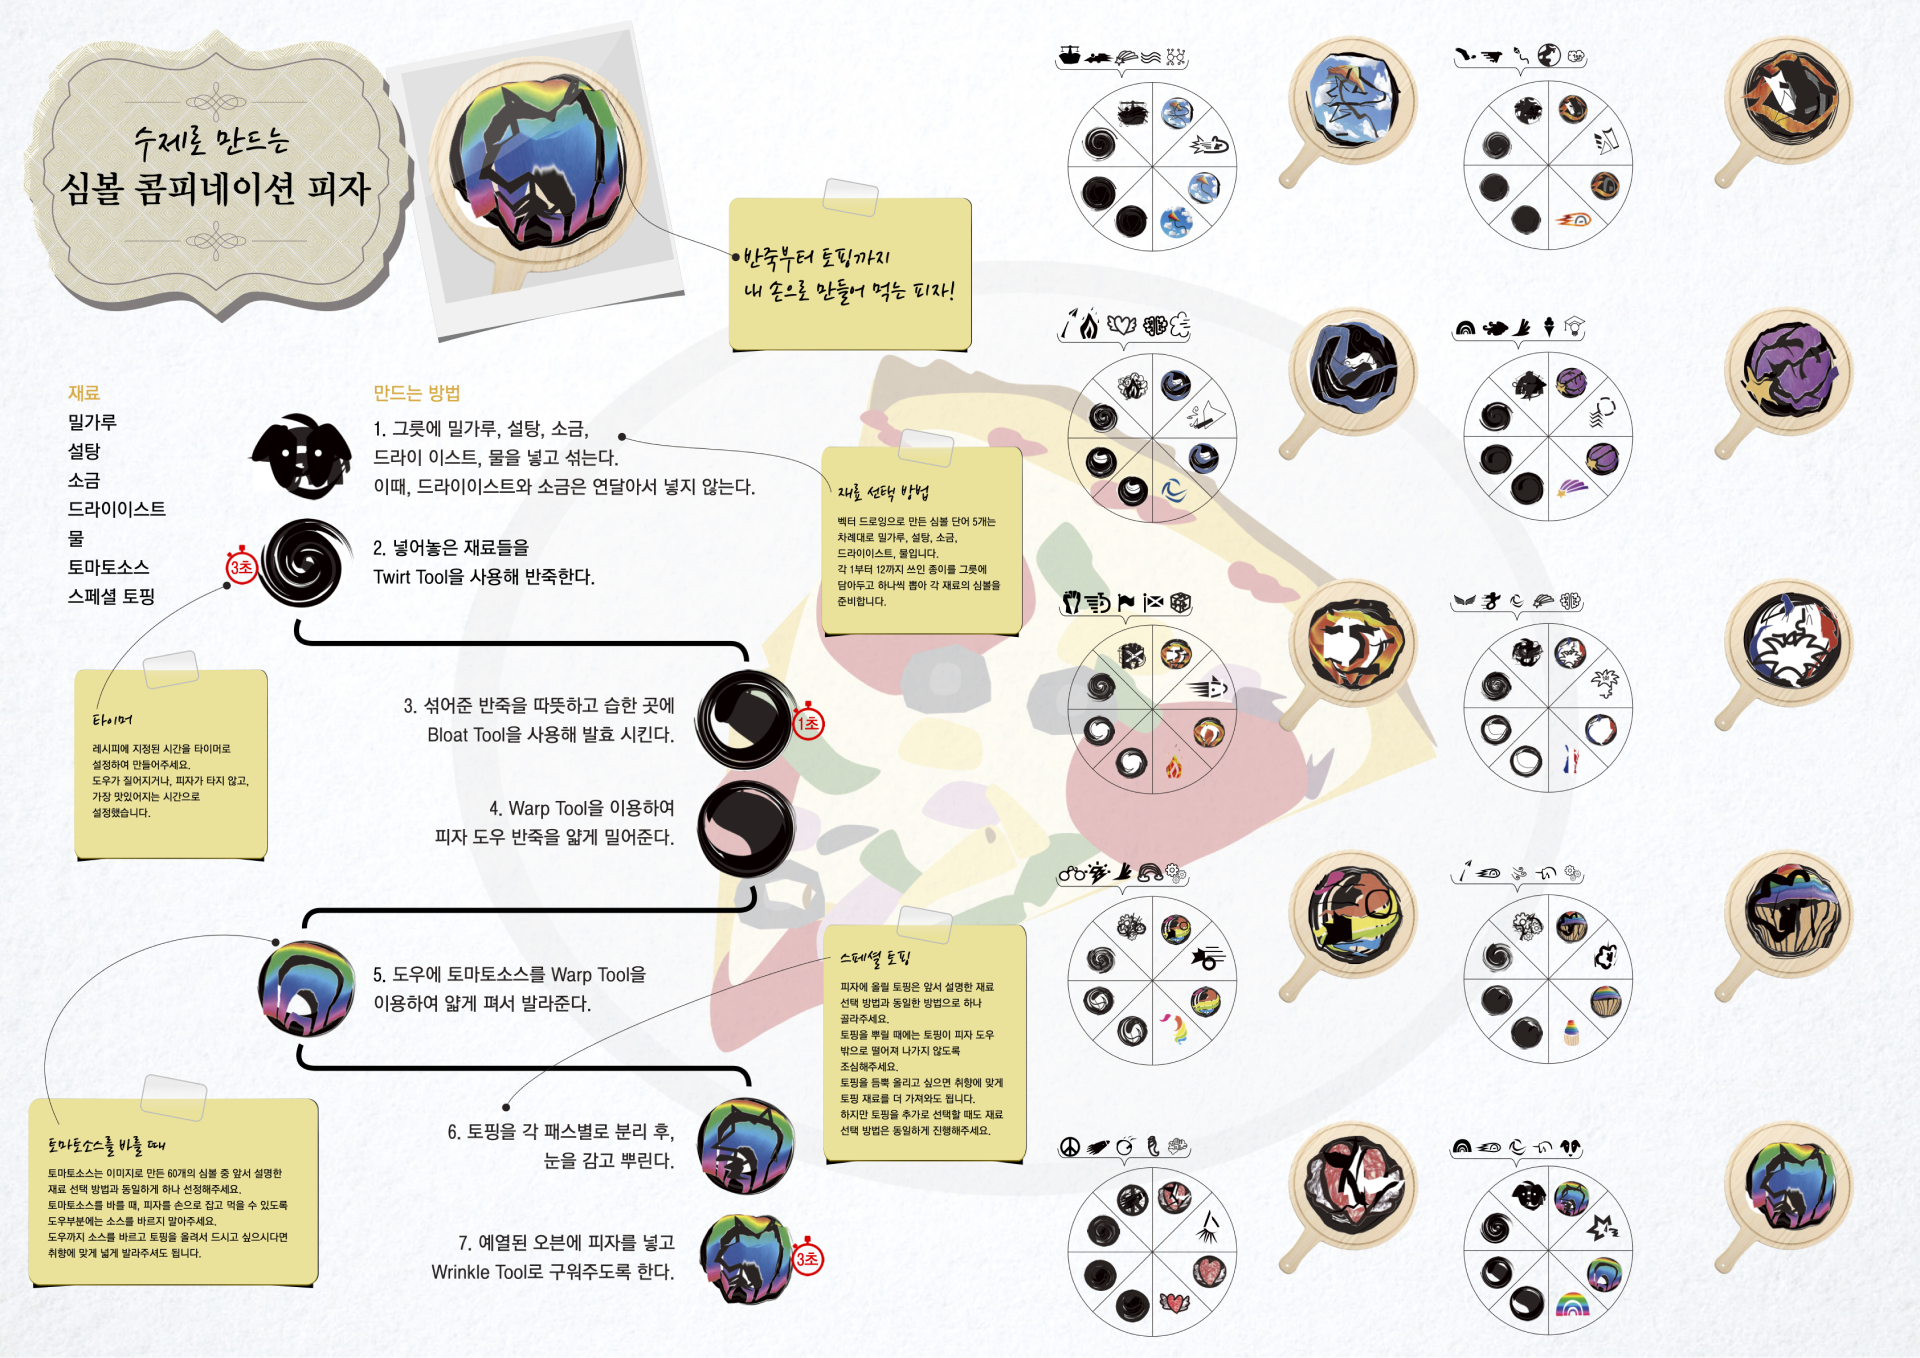 수제로 만드는
심볼 콤피네이션 피자
반죽부터 토핑까지
내 손으로 만들어 먹는 피자!
재료
밀가루
설탕
소금
드라이이스트
물
토마토소스
스페셜 토핑
만드는 방법
1. 그릇에 밀가루, 설탕, 소금,
드라이 이스트, 물을 넣고 섞는다.
이때, 드라이이스트와 소금은 연달아서 넣지 않는다.
2. 넣어놓은 재료들을
Twirt Tool을 사용해 반죽한다.
3초
재료 선택 방법
벡터 드로잉으로 만든 심볼 단어 5개는
차례대로 밀가루, 설탕, 소금,
드라이이스트, 물입니다.
각 1부터 12까지 쓰인 종이를 그릇에
담아두고 하나씩 뽑아 각 재료의 심볼을
준비합니다.
타이머
레시피에 지정된 시간을 타이머로
설정하여 만들어주세요.
도우가 질어지거나, 피자가 타지 않고,
가장 맛있어지는 시간으로
설정했습니다.
3. 섞어준 반죽을 따뜻하고 습한 곳에
Bloat Tool을 사용해 발효 시킨다.
1초
4. Warp Tool을 이용하여
피자 도우 반죽을 얇게 밀어준다.
5. 도우에 토마토소스를 Warp Tool을
이용하여 얇게 펴서 발라준다.
스페셜 토핑
피자에 올릴 토핑은 앞서 설명한 재료
선택 방법과 동일한 방법으로 하나
골라주세요.
토핑을 뿌릴 때에는 토핑이 피자 도우
밖으로 떨어져 나가지 않도록
조심해주세요.
토핑을 듬뿍 올리고 싶으면 취향에 맞게
토핑 재료를 더 가져와도 됩니다.
하지만 토핑을 추가로 선택할 때도 재료
선택 방법은 동일하게 진행해주세요.
토마토소스를 바를 때
토마토소스는 이미지로 만든 60개의 심볼 중 앞서 설명한
재료 선택 방법과 동일하게 하나 선정해주세요.
토마토소스를 바를 때, 피자를 손으로 잡고 먹을 수 있도록
도우부분에는 소스를 바르지 말아주세요.
도우까지 소스를 바르고 토핑을 올려서 드시고 싶으시다면
취향에 맞게 넓게 발라주셔도 됩니다.
6. 토핑을 각 패스별로 분리 후,
눈을 감고 뿌린다.
7. 예열된 오븐에 피자를 넣고
Wrinkle Tool로 구워주도록 한다.
3초